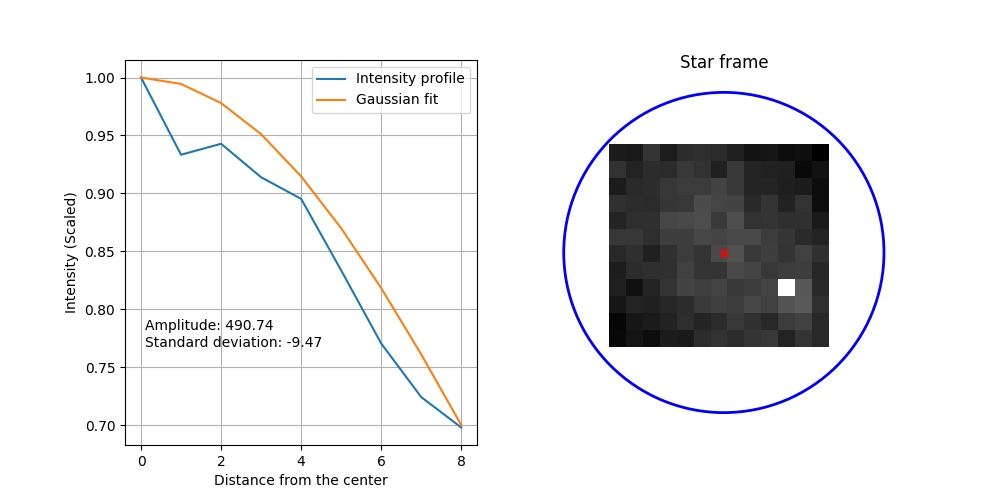 Star frame
Intensity profile
Gaussian fit
1.00
0.95
0.90
0.85
0.80
0.75
0.70
Intensity (Scaled)
Amplitude: 490.74
Standard deviation: -9.47
0 2 4 6 8
Distance from the center